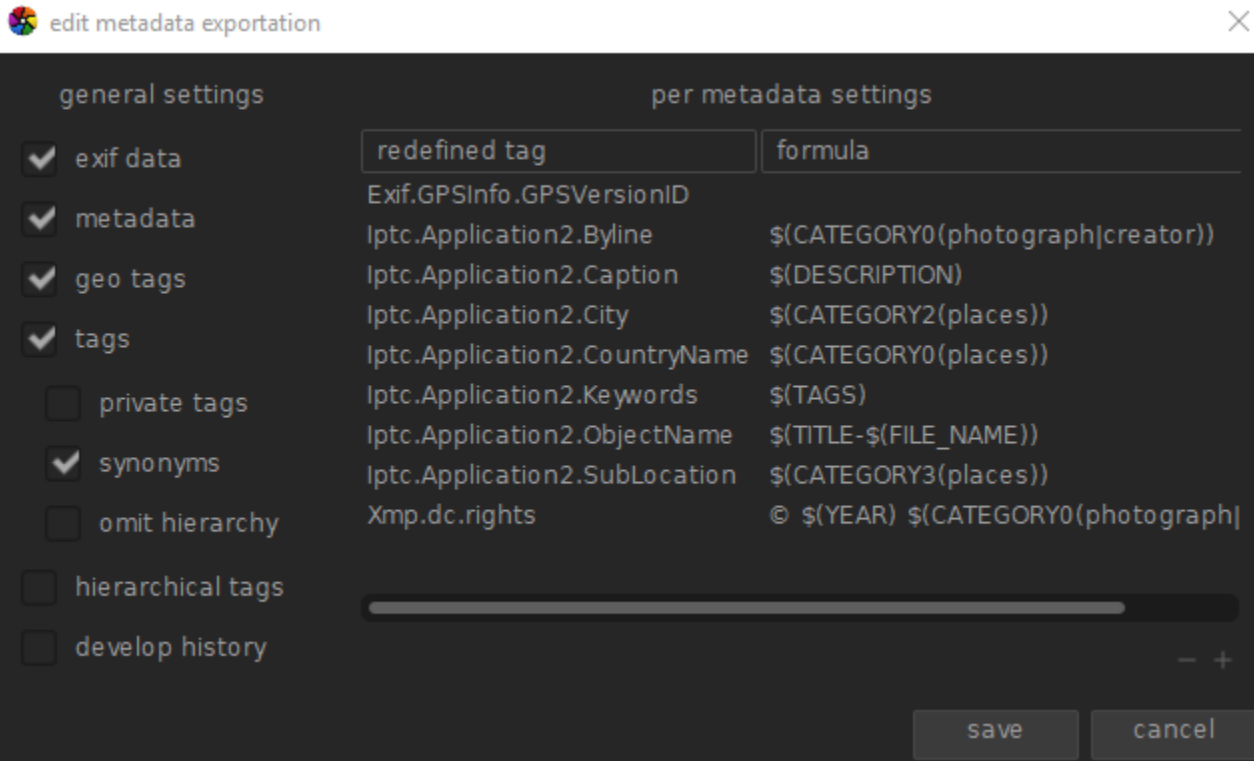 edit metadata exportation
general settings
per metadata settings
exif data
metadata
geo tags
tags
private tags
synonyms
omit hierarchy
hierarchical tags
develop history
redefined tag formula
Exif.GPSInfo.GPSVersionID
Iptc.Application2.Byline $(CATEGORY0(photograph|creator))
Iptc.Application2.Caption $(DESCRIPTION)
Iptc.Application2.City $(CATEGORY2(places))
Iptc.Application2.CountryName $(CATEGORY0(places))
Iptc.Application2.Keywords $(TAGS)
Iptc.Application2.ObjectName $(TITLE-$(FILE_NAME))
Iptc.Application2.SubLocation $(CATEGORY3(places))
Xmp.dc.rights © $(YEAR) $(CATEGORY0(photograph|
− +
save cancel